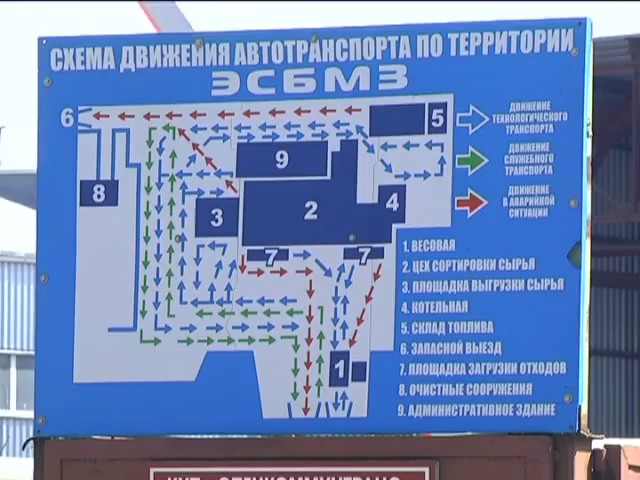 СХЕМА ДВИЖЕНИЯ АВТОТРАНСПОРТА ПО ТЕРРИТОРИИ
ЭСБМЗ
6
5
9
8
3
2
4
7
7
1
ДВИЖЕНИЕ
ТЕХНОЛОГИЧЕСКОГО
ТРАНСПОРТА
ДВИЖЕНИЕ
СЛУЖЕБНОГО
ТРАНСПОРТА
ДВИЖЕНИЕ
В АВАРИЙНОЙ
СИТУАЦИИ
1. ВЕСОВАЯ
2. ЦЕХ СОРТИРОВКИ СЫРЬЯ
3. ПЛОЩАДКА ВЫГРУЗКИ СЫРЬЯ
4. КОТЕЛЬНАЯ
5. СКЛАД ТОПЛИВА
6. ЗАПАСНОЙ ВЫЕЗД
7. ПЛОЩАДКА ЗАГРУЗКИ ОТХОДОВ
8. ОЧИСТНЫЕ СООРУЖЕНИЯ
9. АДМИНИСТРАТИВНОЕ ЗДАНИЕ